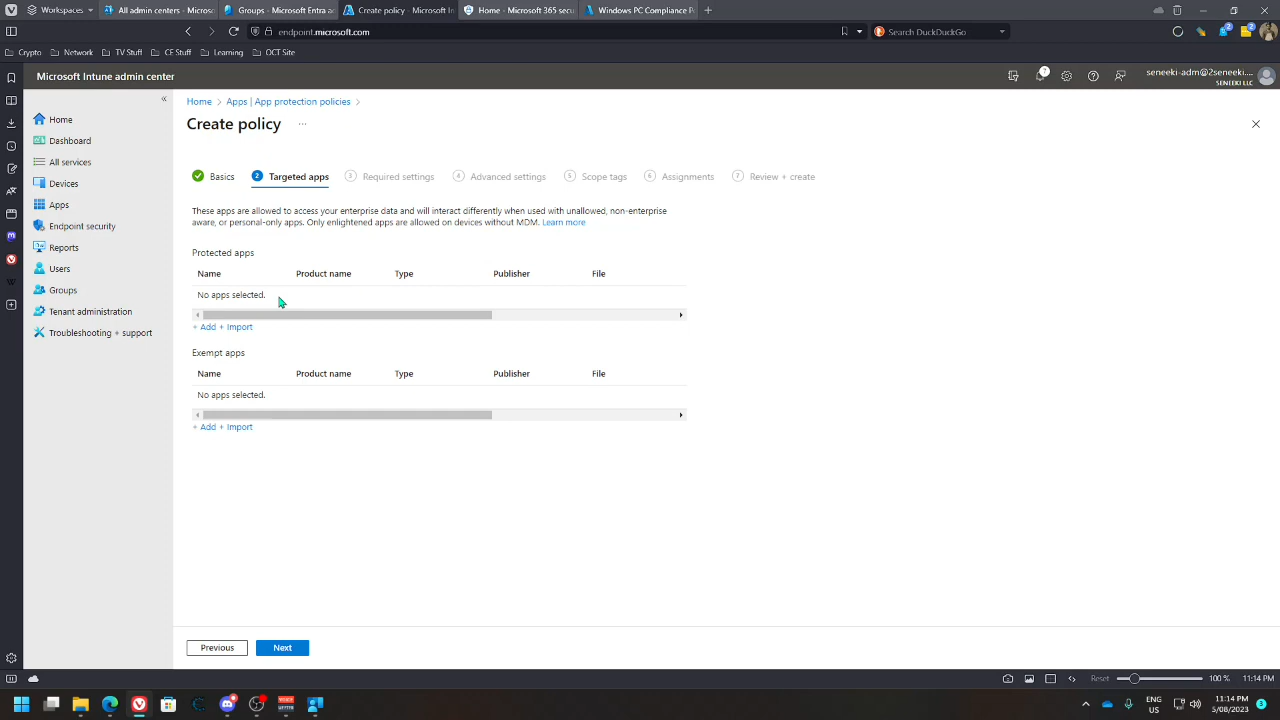 Workspaces
All admin centers - Microso
Groups - Microsoft Entra ac
Create policy - Microsoft In
Home - Microsoft 365 secu
Windows PC Compliance Po
endpoint.microsoft.com
Search DuckDuckGo
2
2
Crypto
Network
TV Stuff
CE Stuff
Learning
OCT Site
Microsoft Intune admin center
7
seneeki-adm@2seneeki....
SENEEKI LLC
«
Home
Dashboard
All services
Devices
Apps
Endpoint security
Reports
Users
Groups
Tenant administration
Troubleshooting + support
Home > Apps | App protection policies >
Create policy ...
Basics
2 Targeted apps
3 Required settings
4 Advanced settings
5 Scope tags
6 Assignments
7 Review + create
These apps are allowed to access your enterprise data and will interact differently when used with unallowed, non-enterprise
aware, or personal-only apps. Only enlightened apps are allowed on devices without MDM. Learn more
Protected apps
Name Product name Type Publisher File
No apps selected.
+ Add + Import
Exempt apps
Name Product name Type Publisher File
No apps selected.
+ Add + Import
Previous Next
Reset 100 % 11:14 PM
ENG
US
11:14 PM
5/08/2023
3